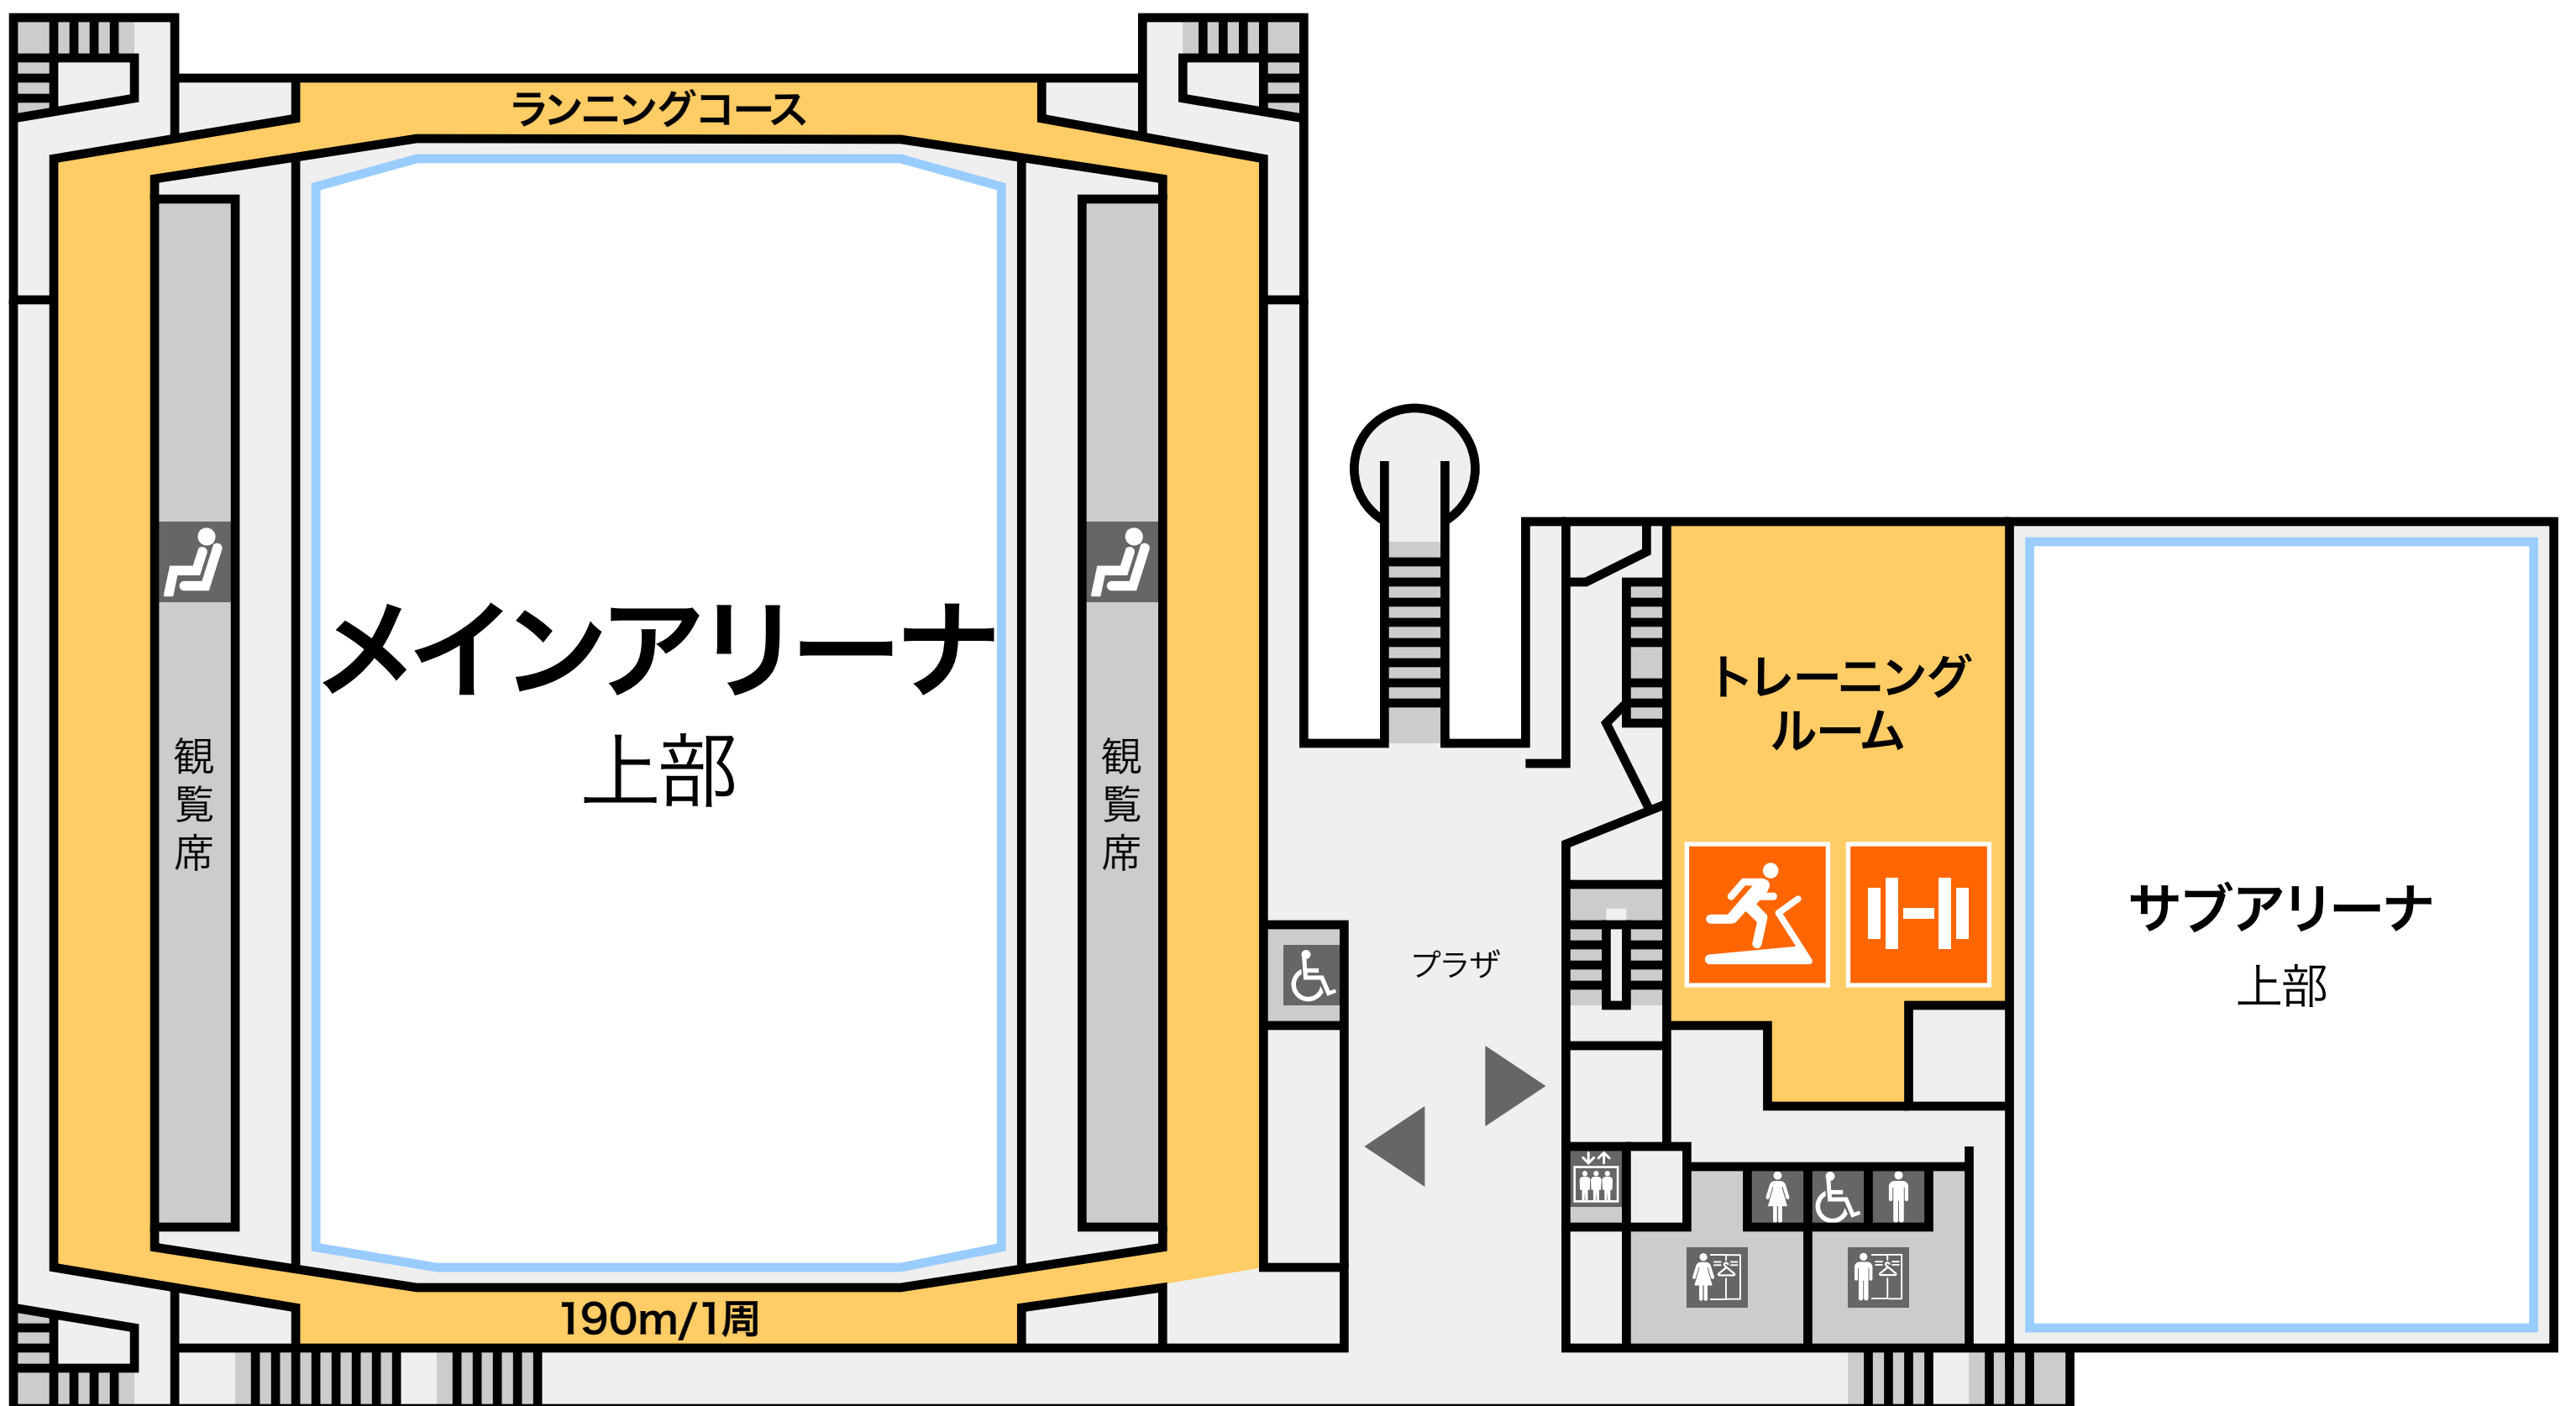 ランニングコース
メインアリーナ
上部
観覧席
観覧席
190m/1周
プラザ
トレーニング
ルーム
サブアリーナ
上部